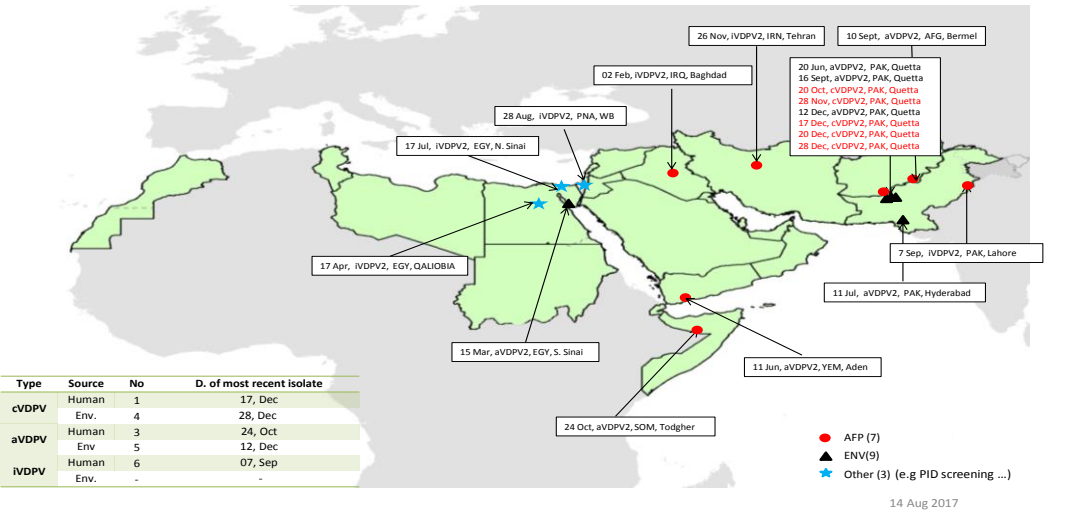 26 Nov, iVDPV2, IRN, Tehran
10 Sept, aVDPV2, AFG, Bermel
02 Feb, iVDPV2, IRQ, Baghdad
20 Jun, aVDPV2, PAK, Quetta
16 Sept, aVDPV2, PAK, Quetta
20 Oct, cVDPV2, PAK, Quetta
28 Nov, cVDPV2, PAK, Quetta
12 Dec, aVDPV2, PAK, Quetta
17 Dec, cVDPV2, PAK, Quetta
20 Dec, cVDPV2, PAK, Quetta
28 Dec, cVDPV2, PAK, Quetta
28 Aug, iVDPV2, PNA, WB
17 Jul, iVDPV2, EGY, N. Sinai
7 Sep, iVDPV2, PAK, Lahore
17 Apr, iVDPV2, EGY, QALIOBIA
11 Jul, aVDPV2, PAK, Hyderabad
15 Mar, aVDPV2, EGY, S. Sinai
11 Jun, aVDPV2, YEM, Aden
24 Oct, aVDPV2, SOM, Todgher
Type Source No D. of most recent isolate
cVDPV Human 1 17, Dec
Env. 4 28, Dec
aVDPV Human 3 24, Oct
Env 5 12, Dec
iVDPV Human 6 07, Sep
Env. - -
AFP (7)
ENV(9)
Other (3) (e.g PID screening ...)
14 Aug 2017